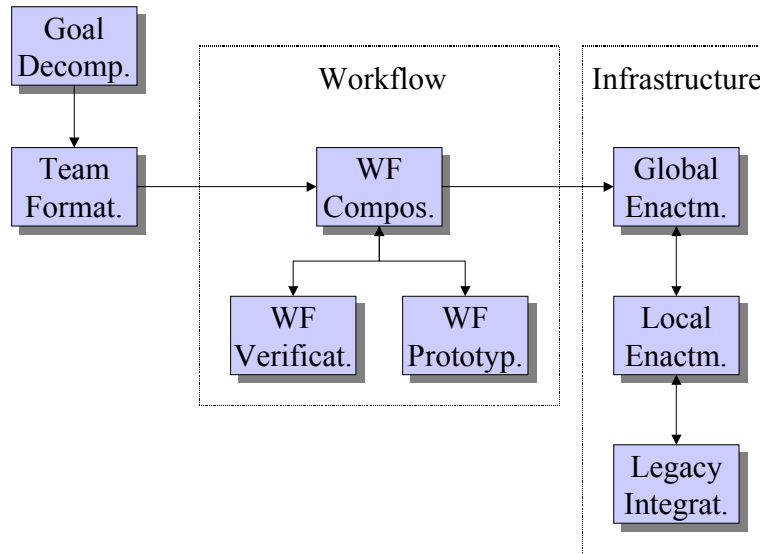 Goal
Decomp.
Workflow
Infrastructure
Team
Format.
WF
Compos.
Global
Enactm.
WF
Verificat.
WF
Prototyp.
Local
Enactm.
Legacy
Integrat.